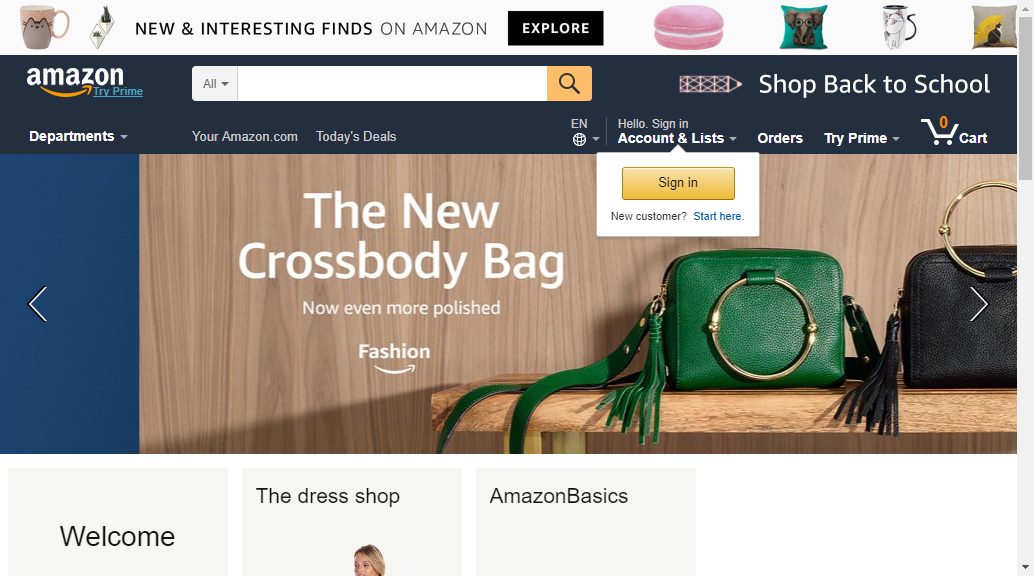 NEW & INTERESTING FINDS ON AMAZON EXPLORE
amazon
Try Prime
All
Shop Back to School
Departments
Your Amazon.com Today's Deals
EN
Hello. Sign in
Account & Lists
Orders
Try Prime
0
Cart
Sign in
New customer? Start here.
The New
Crossbody Bag
Now even more polished
Fashion
Welcome
The dress shop
AmazonBasics